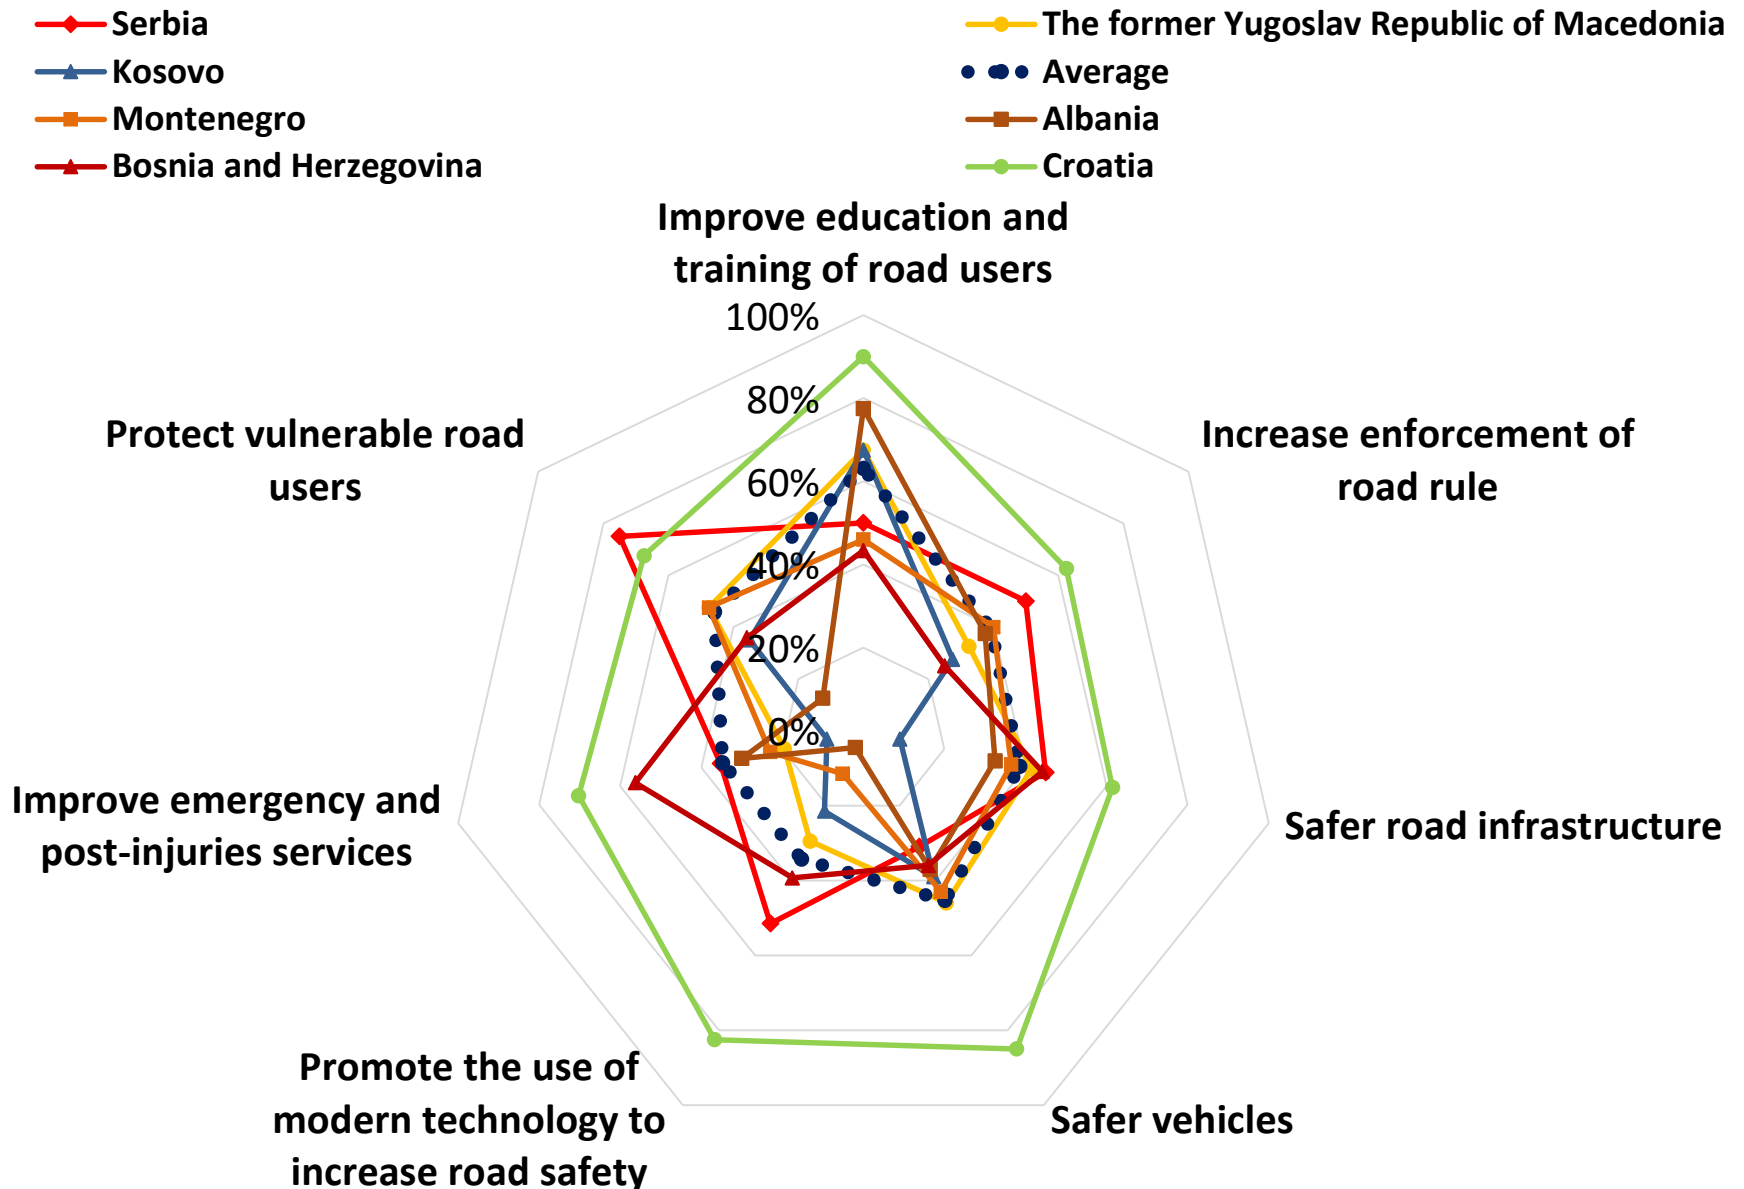 Serbia
The former Yugoslav Republic of Macedonia
Kosovo
Average
Montenegro
Albania
Bosnia and Herzegovina
Croatia
Improve education and
training of road users
100%
80%
60%
40%
20%
0%
Protect vulnerable road
users
Increase enforcement of
road rule
Improve emergency and
post-injuries services
Safer road infrastructure
Promote the use of
modern technology to
increase road safety
Safer vehicles